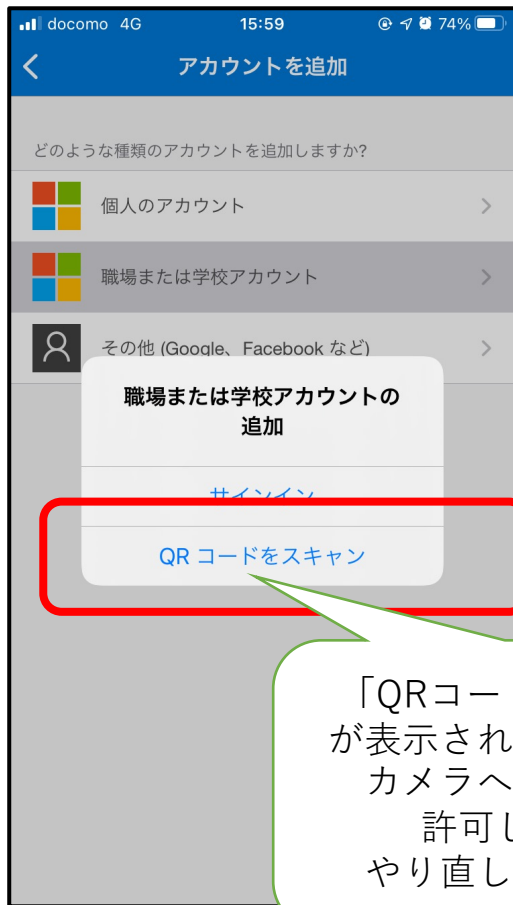 docomo 4G 15:59 74%
アカウントを追加
どのような種類のアカウントを追加しますか?
個人のアカウント
職場または学校アカウント
その他 (Google、Facebook など)
職場または学校アカウントの
追加
サインイン
QR コードをスキャン
「QRコー
が表示され
カメラへ
許可し
やり直し